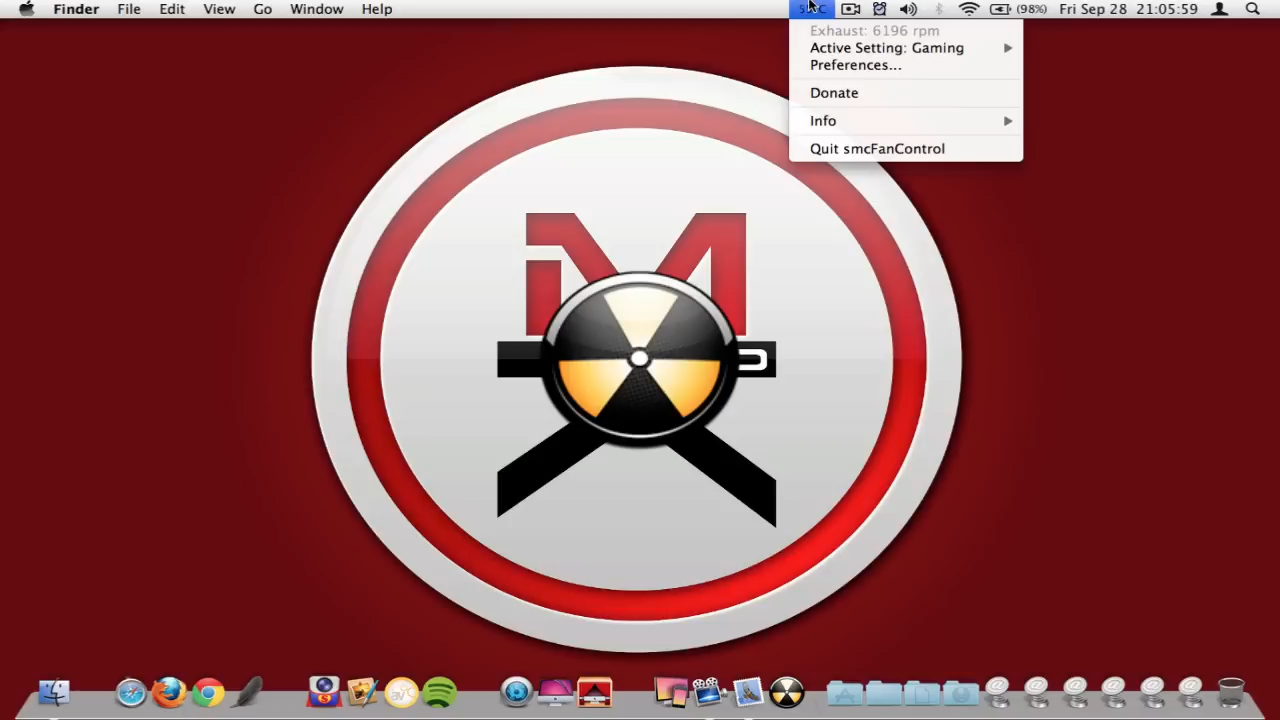 Finder File Edit View Go Window Help (98%) Fri Sep 28 21:05:59
Exhaust: 6196 rpm
Active Setting: Gaming
Preferences...
Donate
Info
Quit smcFanControl